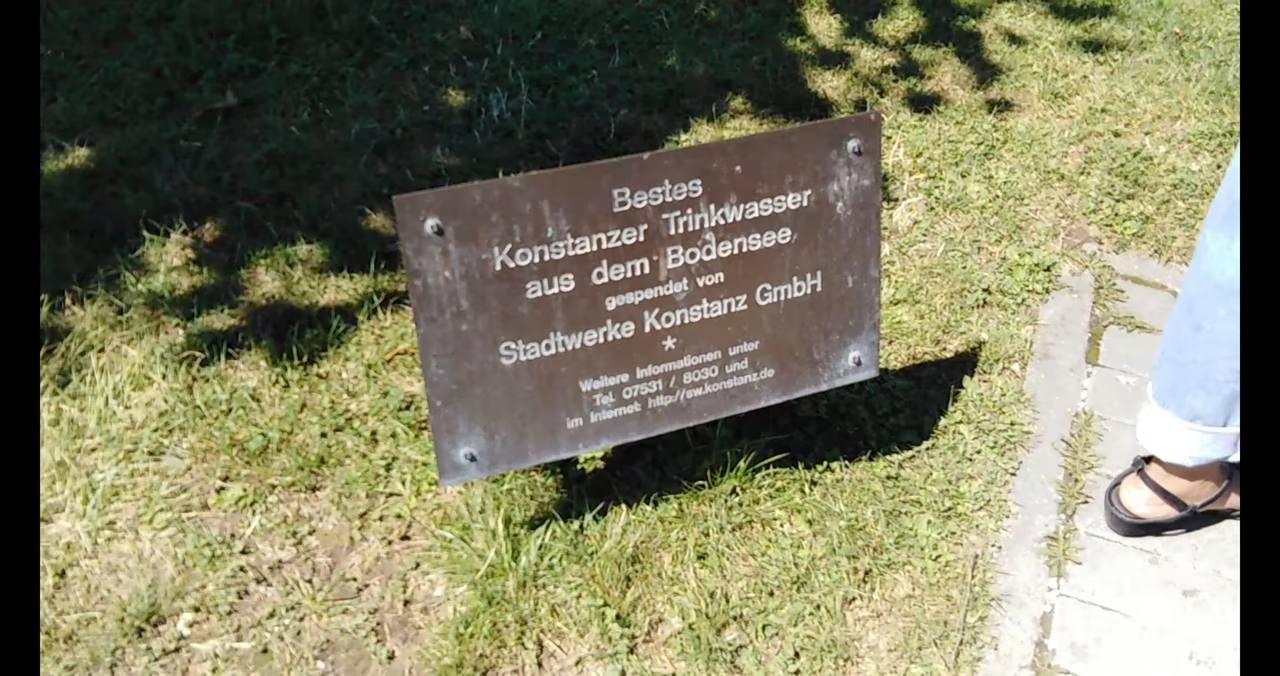 Bestes
Konstanzer Trinkwasser
aus dem Bodensee
gespendet von
Stadtwerke Konstanz GmbH
*
Weitere Informationen unter
Tel. 07531 / 8030 und
im Internet: http://sw.konstanz.de